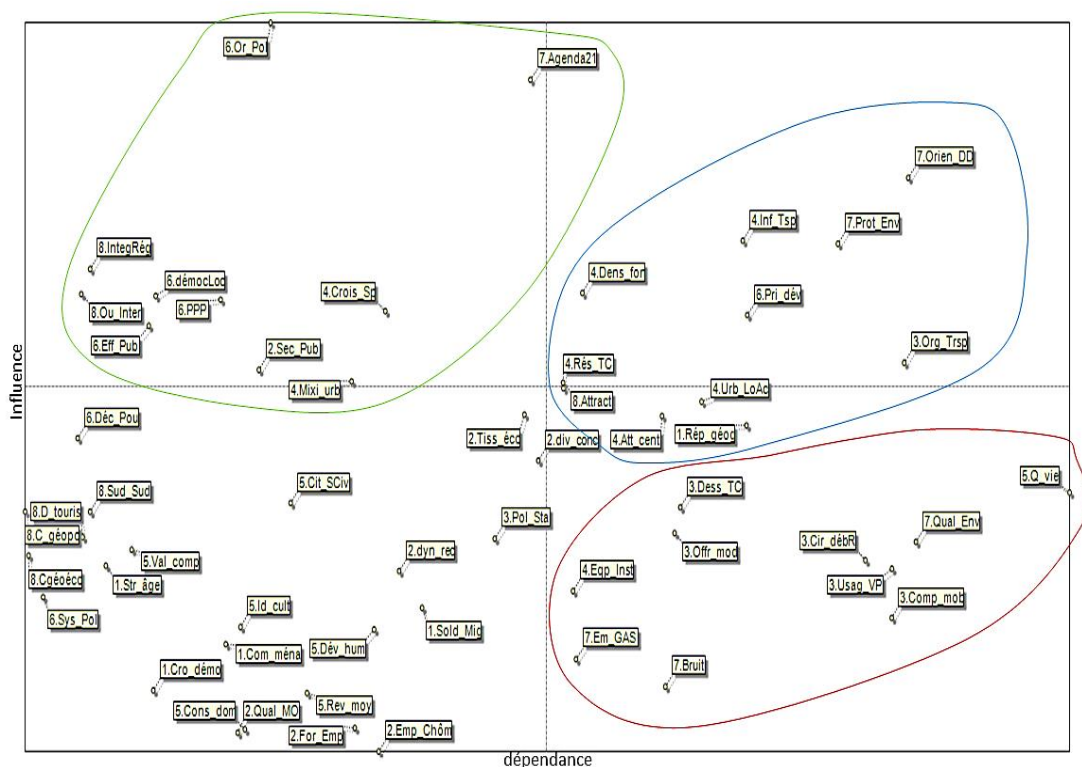 6.Or_Pol
7.Agenda21
7.Orien_DD
4.Inf_Tsp
7.Prot_Env
8.IntegRég
6.démocLoc
4.Crois_Sp
4.Dens_for
6.PPP
8.Ou_Inter
6.Pri_dév
6.Eff_Pub
2.Sec_Pub
3.Org_Trsp
4.Rés_TC
4.Mixi_urb
4.Urb_LoAc
8.Attract
Influence
6.Déc_Pou
2.Tiss_éco
2.div_conc
4.Att_cent
1.Rép_géog
5.Q_vie
5.Cit_SCiv
3.Dess_TC
8.Sud_Sud
8.D_touris
3.Pol_Sta
7.Qual_Env
8.C_géopo
3.Cir_débR
2.dyn_rec
3.Offr_mod
5.Val_comp
8.Cgéoéco
1.Str_âge
4.Eqp_Inst
3.Usag_VP
3.Comp_mob
6.Sys_Pol
5.Id_cult
1.Sold_Mig
5.Dév_hum
1.Com_ména
7.Em_GAS
7.Bruit
1.Cro_démo
5.Cons_dom
2.Qual_MO
5.Rev_moy
2.For_Emp
2.Emp_Chôm
dépendance